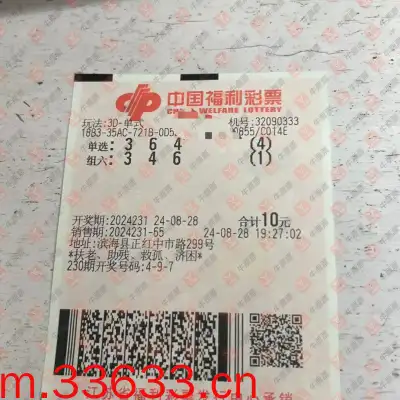 中国福利彩票
CHINA WELFARE LOTTERY
玩法:3D-单式
机号:32090333
1883-35AC-721B-0D5
0855/C014E
单选: 3 6 4 (4)
组六: 3 4 6 (1)
开奖期:2024231 24-08-28 合计10元
销售期:2024231-65 24-08-28 19:27:02
地址:滨海县正红中市路299号
*扶老、助残、救孤、济困*
230期开奖号码:4-9-7
m.33633.cn